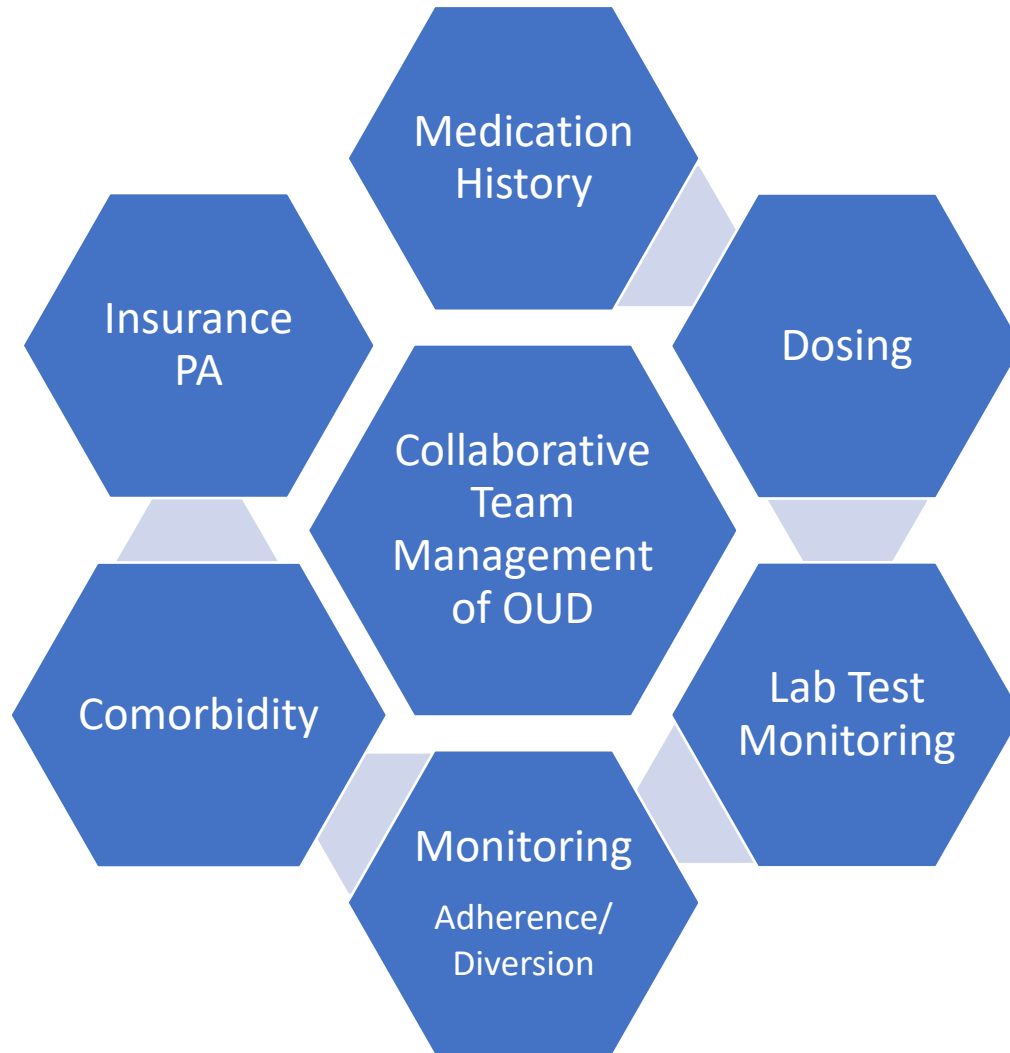 Medication
History
Dosing
Lab Test
Monitoring
Monitoring
Adherence/
Diversion
Comorbidity
Insurance
PA
Collaborative
Team
Management
of OUD